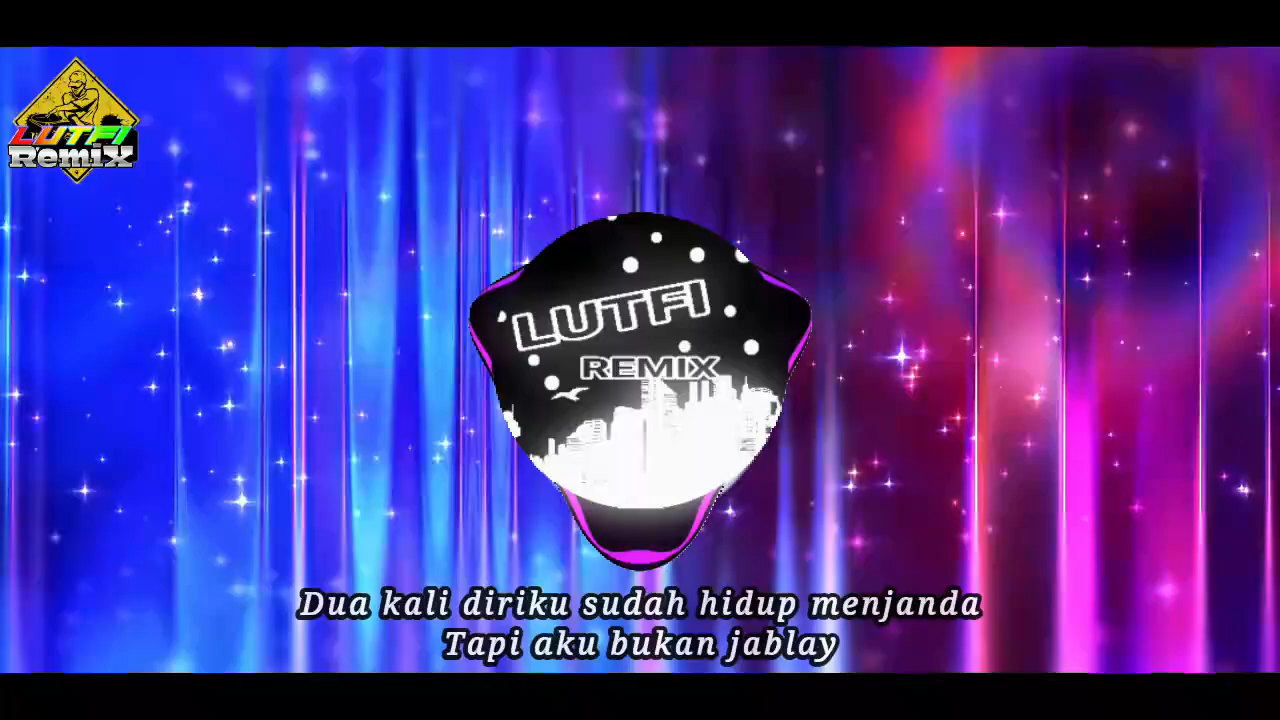 LUTFI
RemiX
LUTFI
REMIX
Dua kali diriku sudah hidup menjanda
Tapi aku bukan jablay